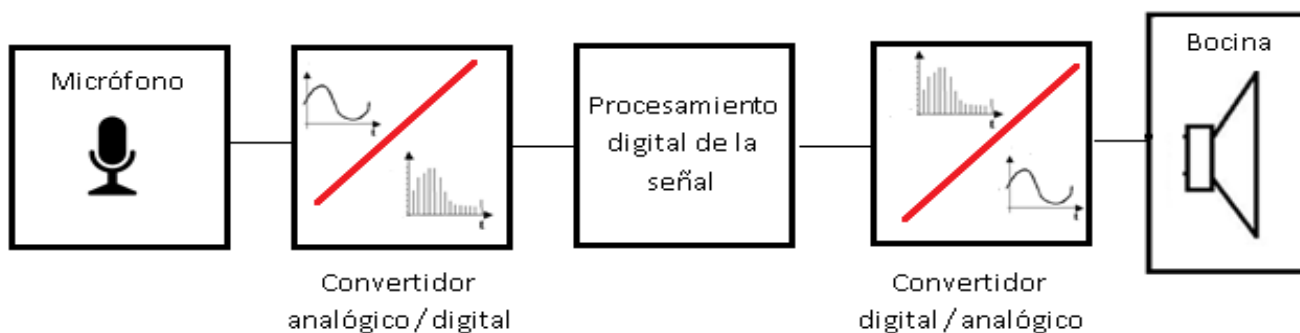 Micrófono
t
t
Convertidor
analógico / digital
Procesamiento
digital de la
señal
t
t
Convertidor
digital / analógico
Bocina